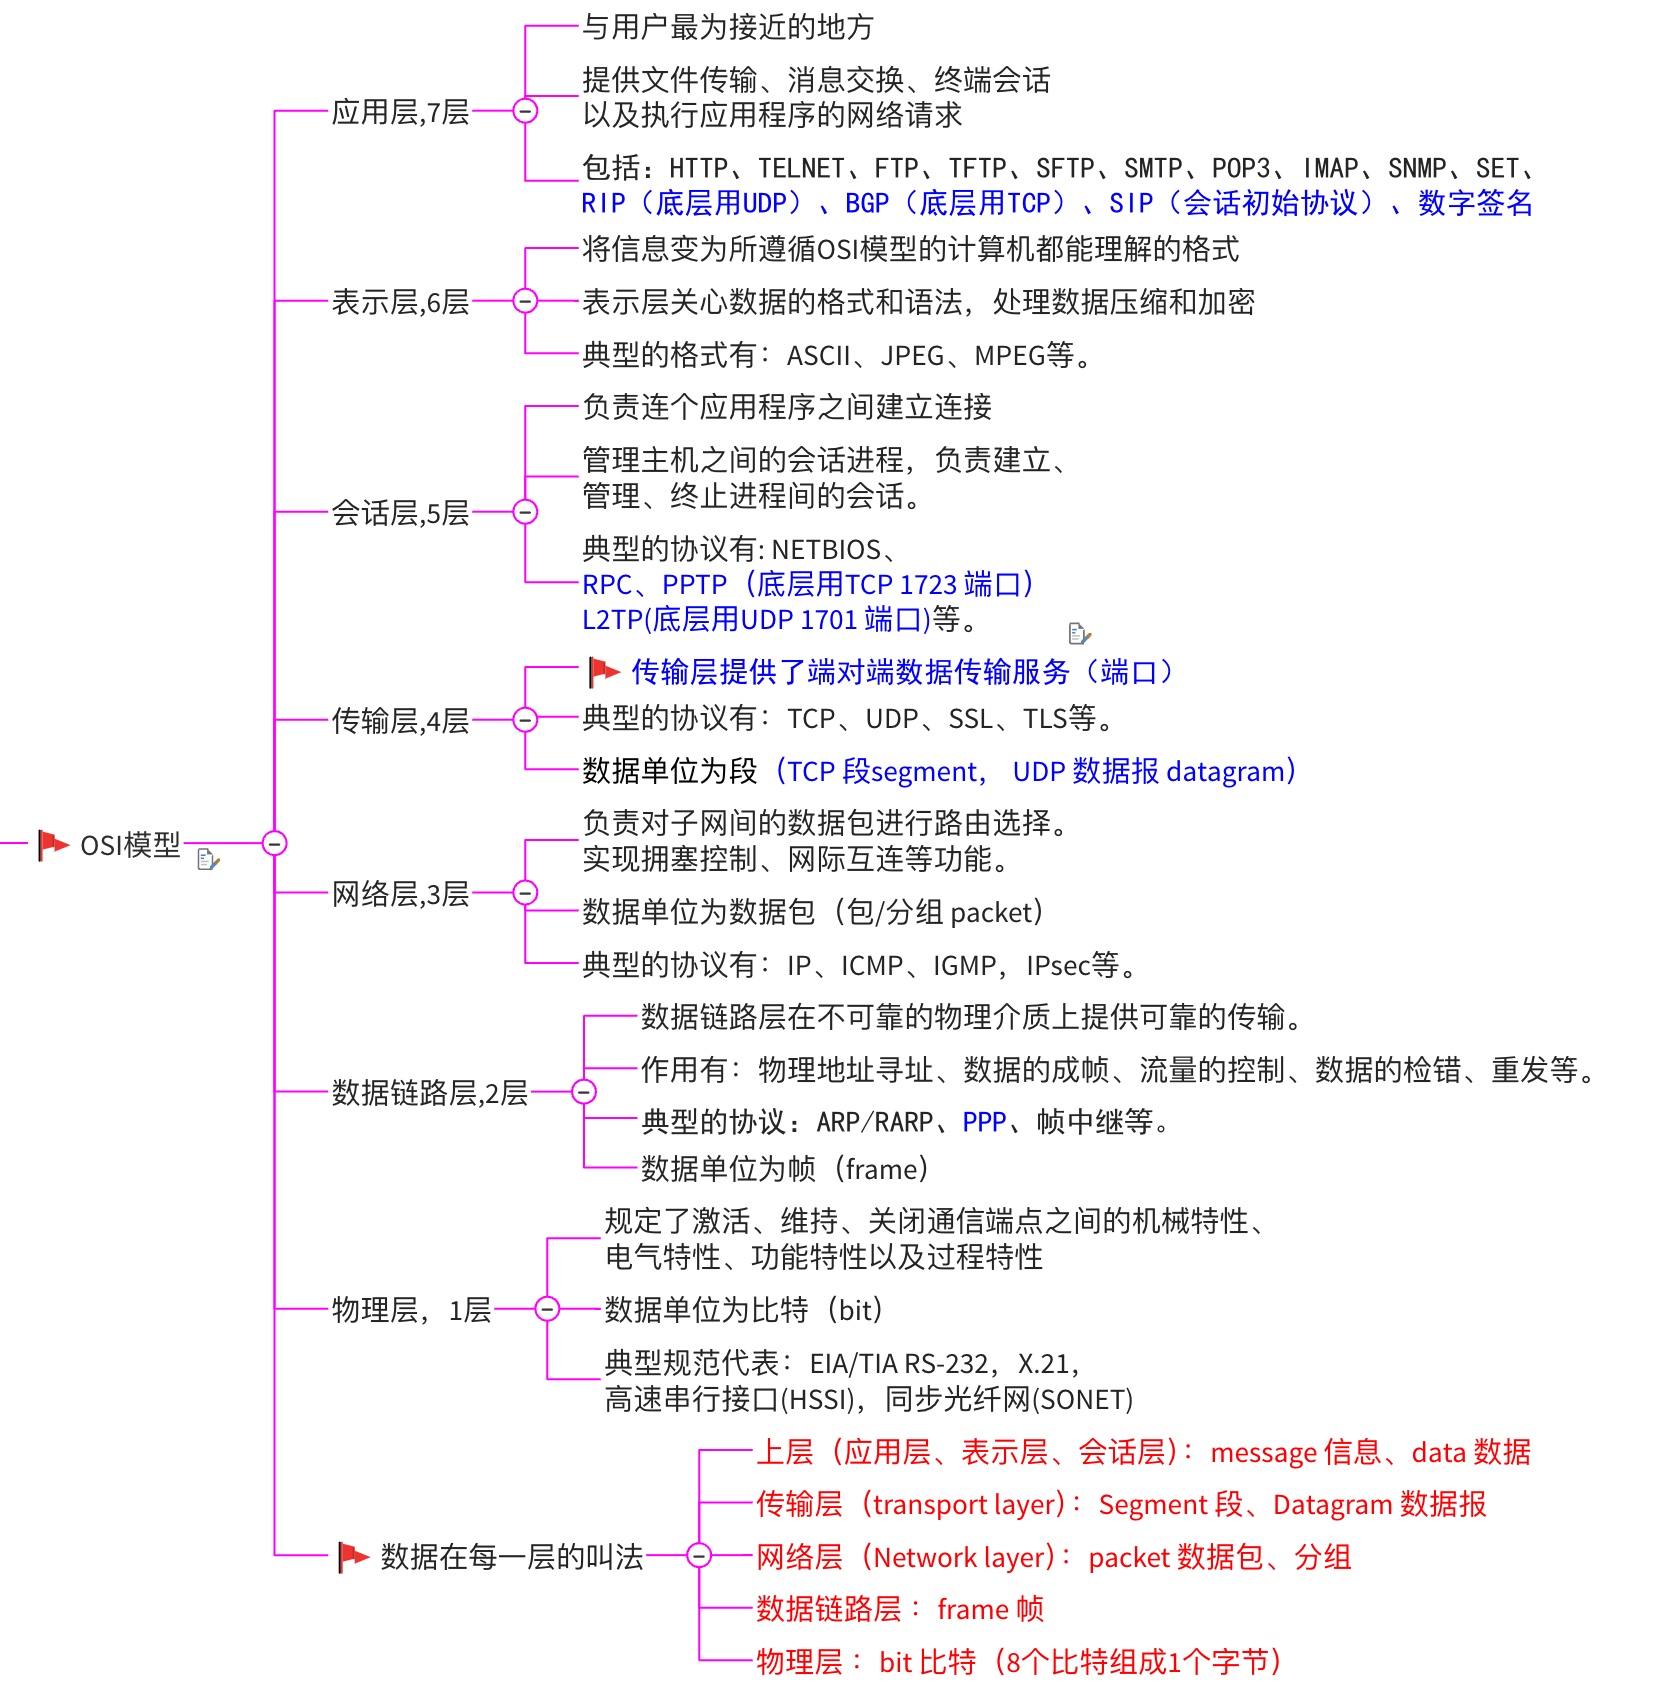 OSI模型
应用层,7层
与用户最为接近的地方
提供文件传输、消息交换、终端会话
以及执行应用程序的网络请求
包括：HTTP、TELNET、FTP、TFTP、SFTP、SMTP、POP3、IMAP、SNMP、SET、
RIP（底层用UDP）、BGP（底层用TCP）、SIP（会话初始协议）、数字签名
表示层,6层
将信息变为所遵循OSI模型的计算机都能理解的格式
表示层关心数据的格式和语法，处理数据压缩和加密
典型的格式有：ASCII、JPEG、MPEG等。
会话层,5层
负责连个应用程序之间建立连接
管理主机之间的会话进程，负责建立、
管理、终止进程间的会话。
典型的协议有: NETBIOS、
RPC、PPTP（底层用TCP 1723 端口）
L2TP(底层用UDP 1701 端口)等。
传输层,4层
传输层提供了端对端数据传输服务（端口）
典型的协议有：TCP、UDP、SSL、TLS等。
数据单位为段（TCP 段segment， UDP 数据报 datagram）
网络层,3层
负责对子网间的数据包进行路由选择。
实现拥塞控制、网际互连等功能。
数据单位为数据包（包/分组 packet）
典型的协议有：IP、ICMP、IGMP，IPsec等。
数据链路层,2层
数据链路层在不可靠的物理介质上提供可靠的传输。
作用有：物理地址寻址、数据的成帧、流量的控制、数据的检错、重发等。
典型的协议：ARP/RARP、PPP、帧中继等。
数据单位为帧（frame）
物理层，1层
规定了激活、维持、关闭通信端点之间的机械特性、
电气特性、功能特性以及过程特性
数据单位为比特（bit）
典型规范代表：EIA/TIA RS-232，X.21，
高速串行接口(HSSI)，同步光纤网(SONET)
数据在每一层的叫法
上层（应用层、表示层、会话层）：message 信息、data 数据
传输层（transport layer）：Segment 段、Datagram 数据报
网络层（Network layer）：packet 数据包、分组
数据链路层：frame 帧
物理层：bit 比特（8个比特组成1个字节）